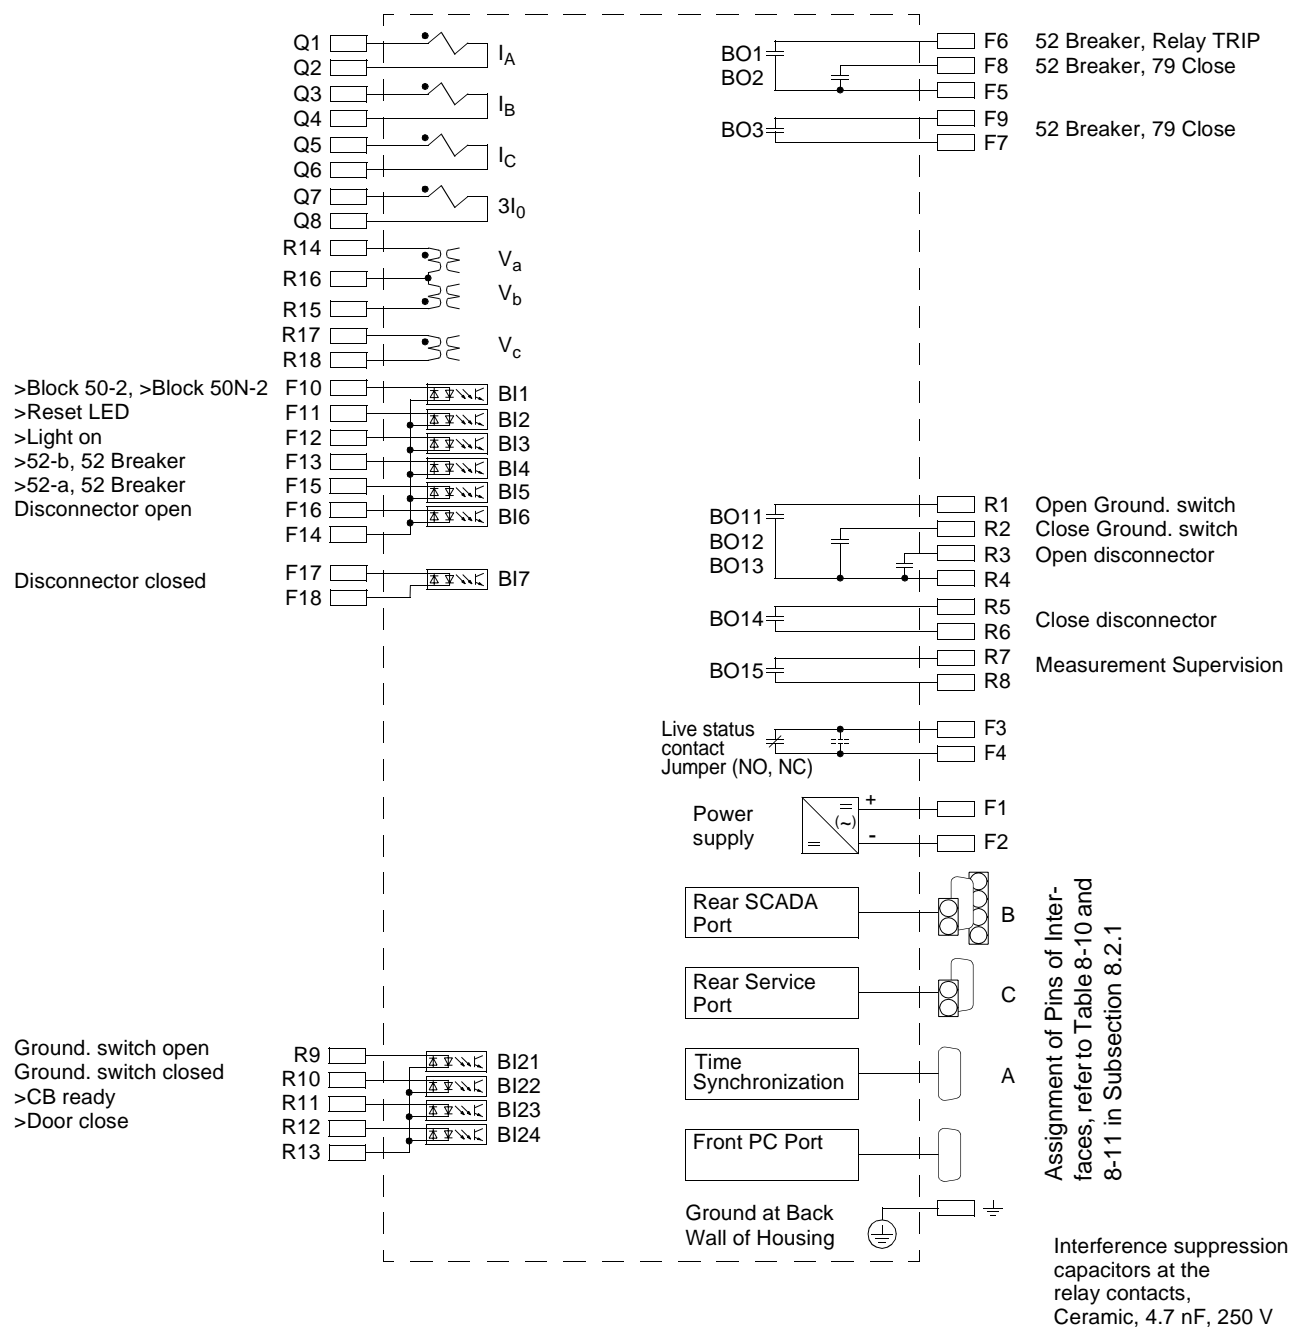 Q1
Q2
I_A
Q3
Q4
I_B
Q5
Q6
I_C
Q7
Q8
3I_0
R14
R16
V_a
R15
V_b
R17
R18
V_c
>Block 50-2, >Block 50N-2 F10 BI1
>Reset LED F11 BI2
>Light on F12 BI3
>52-b, 52 Breaker F13 BI4
>52-a, 52 Breaker F15 BI5
Disconnector open F16 BI6
F14
Disconnector closed F17 BI7
F18
Ground. switch open R9 BI21
Ground. switch closed R10 BI22
>CB ready R11 BI23
>Door close R12 BI24
R13
BO1 F6 52 Breaker, Relay TRIP
BO2 F8 52 Breaker, 79 Close
F5
BO3 F9 52 Breaker, 79 Close
F7
BO11 R1 Open Ground. switch
BO12 R2 Close Ground. switch
BO13 R3 Open disconnector
R4
BO14 R5 Close disconnector
R6
BO15 R7 Measurement Supervision
R8
Live status
contact
Jumper (NO, NC)
F3
F4
Power
supply
=
(~)
=
+
-
F1
F2
Rear SCADA
Port
B
Rear Service
Port
C
Time
Synchronization
A
Front PC Port
Ground at Back
Wall of Housing
Assignment of Pins of Inter-
faces, refer to Table 8-10 and
8-11 in Subsection 8.2.1
Interference suppression
capacitors at the
relay contacts,
Ceramic, 4.7 nF, 250 V